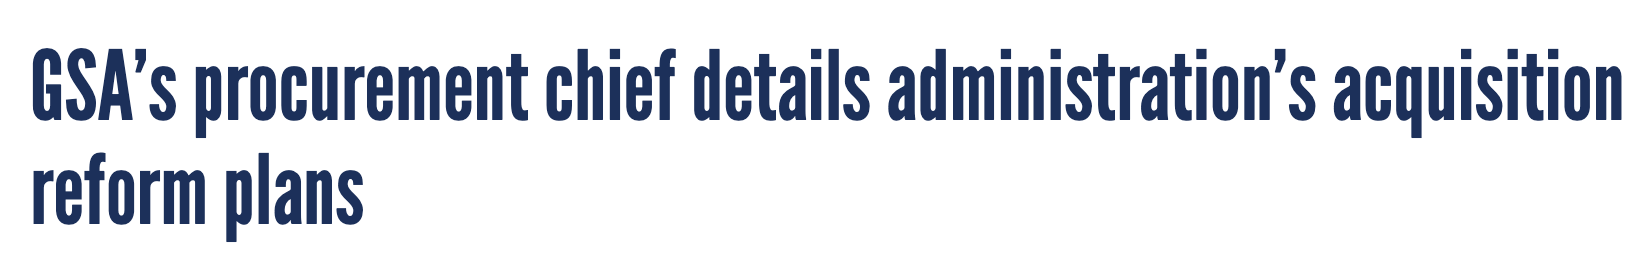 GSA’s procurement chief details administration’s acquisition
reform plans